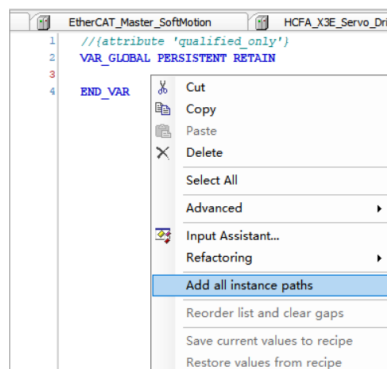 EtherCAT_Master_SoftMotion
HCFA_X3E_Servo_Dri
1 //{attribute 'qualified_only'}
2 VAR_GLOBAL PERSISTENT RETAIN
3
4 END_VAR
Cut
Copy
Paste
Delete
Select All
Advanced
Input Assistant...
Refactoring
Add all instance paths
Reorder list and clear gaps
Save current values to recipe
Restore values from recipe